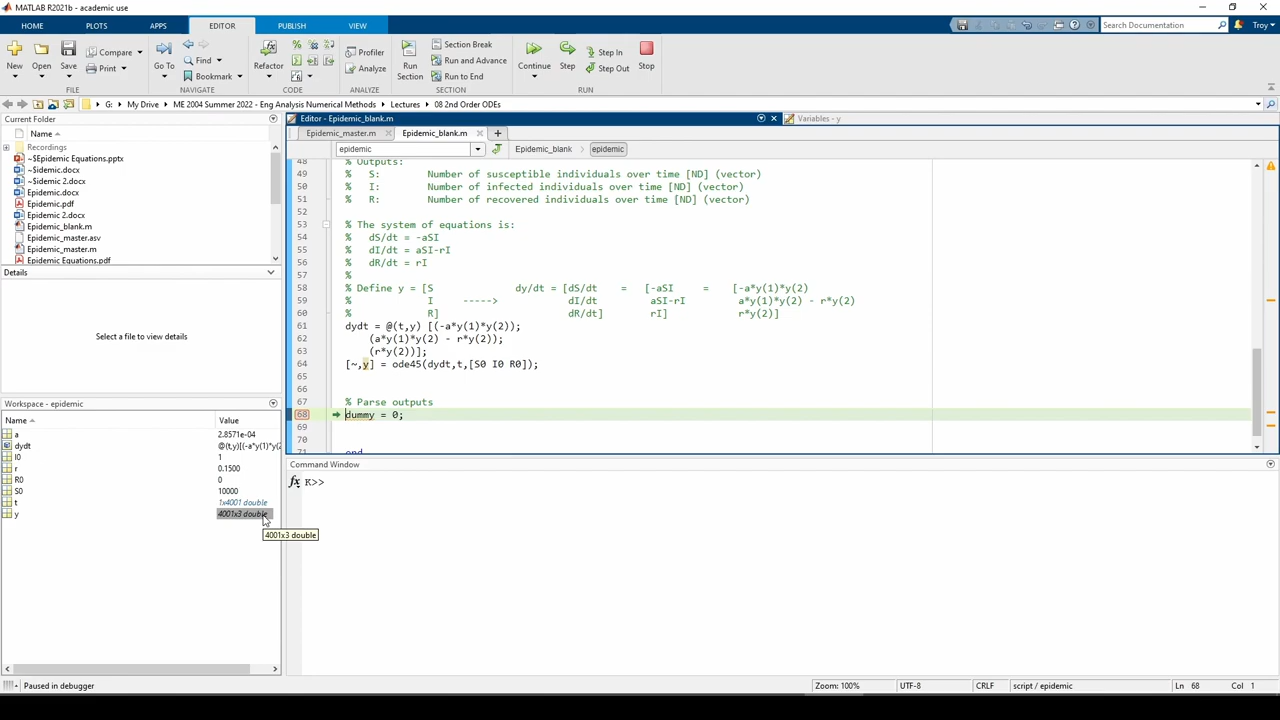 MATLAB R2021b - academic use
HOME PLOTS APPS EDITOR PUBLISH VIEW
Search Documentation Troy
New Open Save Compare Print Go To Find Bookmark Refactor Profiler Analyze Run Section Section Break Run and Advance Run to End Continue Step Step In Step Out Stop
FILE CODE ANALYZE SECTION RUN
G: My Drive ME 2004 Summer 2022 - Eng Analysis Numerical Methods Lectures 08 2nd Order ODEs
Current Folder
Name
Recordings
~$Epidemic Equations.pptx
~$idemic.docx
~$idemic 2.docx
Epidemic.docx
Epidemic.pdf
Epidemic 2.docx
Epidemic_blank.m
Epidemic_master.asv
Epidemic_master.m
Epidemic Equations.pdf
Details
Select a file to view details
Workspace - epidemic
Name Value
a 2.8571e-04
dydt @(t,y)[(-a*y(1)*y(2
I0 1
r 0.1500
R0 0
S0 10000
t 1x4001 double
y 4001x3 double
4001x3 double
Editor - Epidemic_blank.m Variables - y
Epidemic_master.m Epidemic_blank.m
epidemic Epidemic_blank epidemic
48 % Outputs:
49 % S: Number of susceptible individuals over time [ND] (vector)
50 % I: Number of infected individuals over time [ND] (vector)
51 % R: Number of recovered individuals over time [ND] (vector)
52
53 % The system of equations is:
54 % dS/dt = -aSI
55 % dI/dt = aSI-rI
56 % dR/dt = rI
57 %
58 % Define y = [S dy/dt = [dS/dt = [-aSI = [-a*y(1)*y(2)
59 % I -----> dI/dt aSI-rI a*y(1)*y(2) - r*y(2)
60 % R] dR/dt] rI] r*y(2)]
61 dydt = @(t,y) [(-a*y(1)*y(2));
62 (a*y(1)*y(2) - r*y(2));
63 (r*y(2))];
64 [~,y] = ode45(dydt,t,[S0 I0 R0]);
65
66
67 % Parse outputs
68 dummy = 0;
69
70
71 end
Command Window
fx K>>
Paused in debugger Zoom: 100% UTF-8 CRLF script / epidemic Ln 68 Col 1